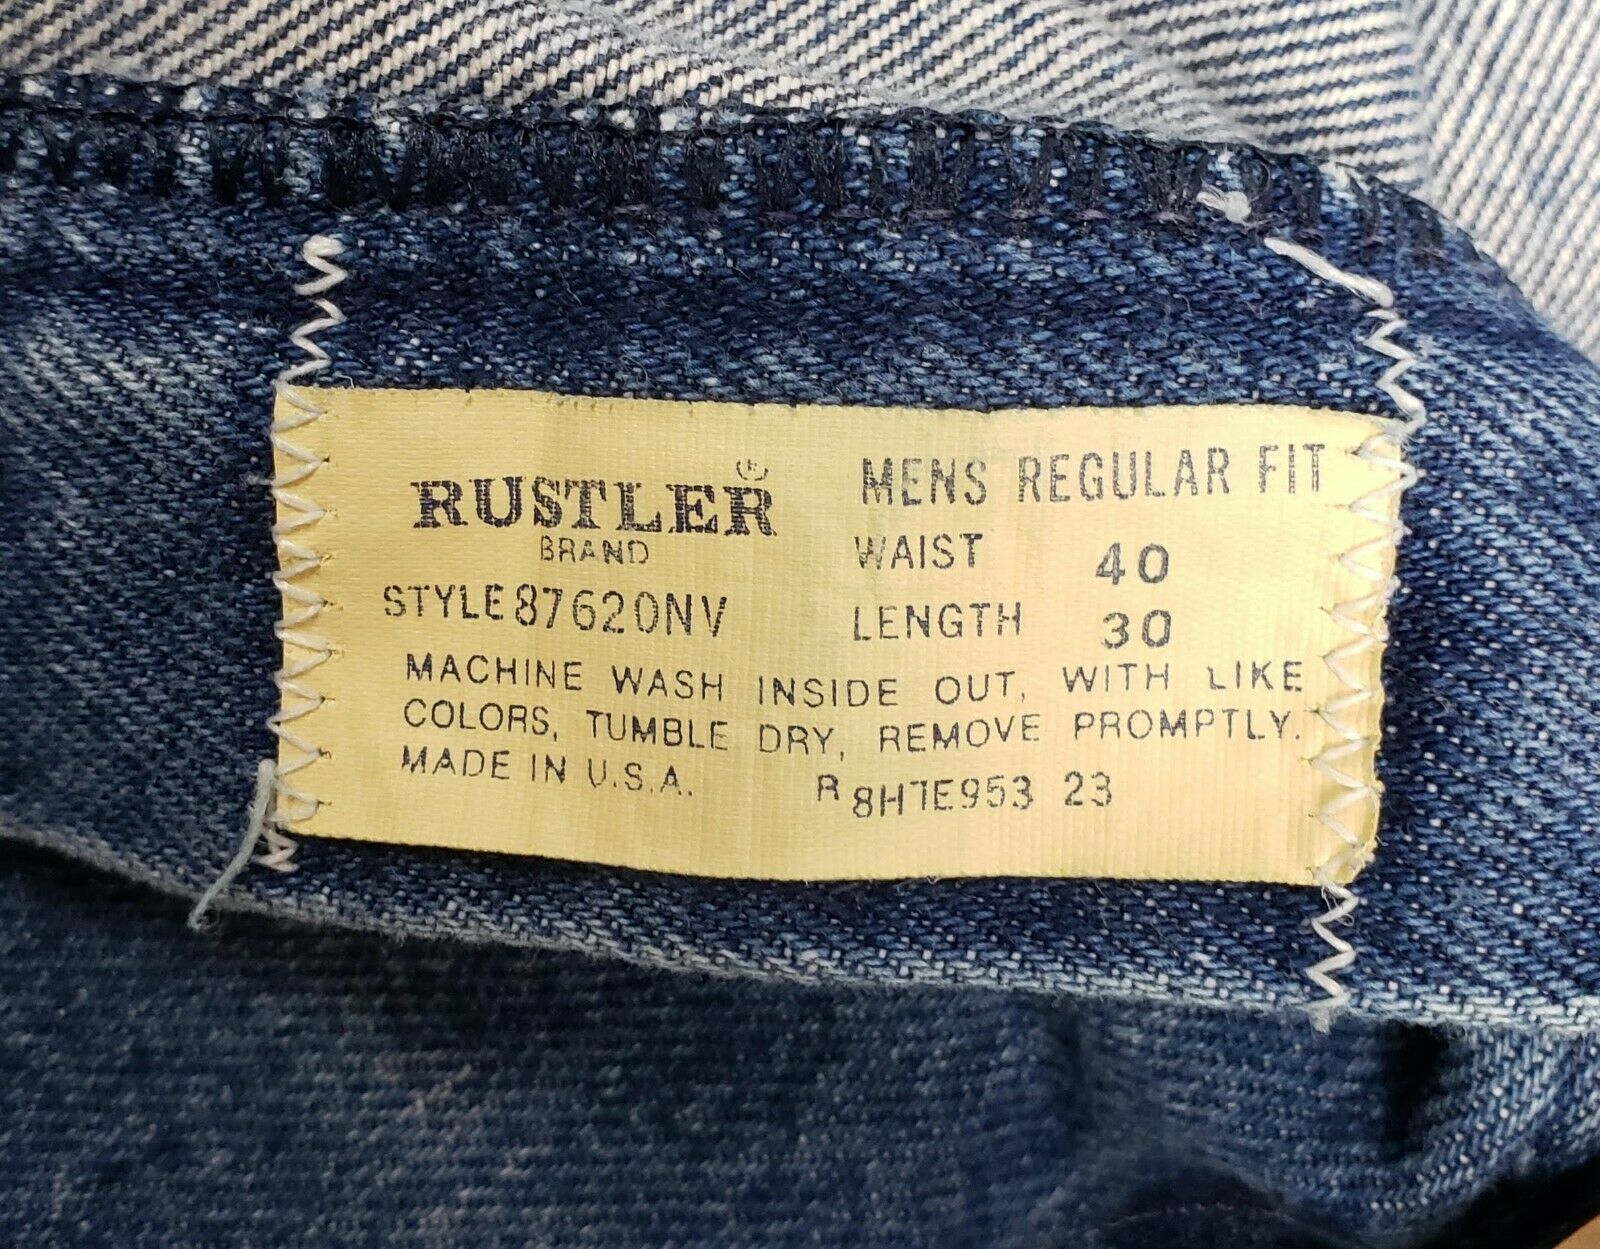 RUSTLER®
BRAND
STYLE 87620NV
MENS REGULAR FIT
WAIST 40
LENGTH 30
MACHINE WASH INSIDE OUT, WITH LIKE
COLORS, TUMBLE DRY, REMOVE PROMPTLY.
MADE IN U.S.A. R 8H7E953 23